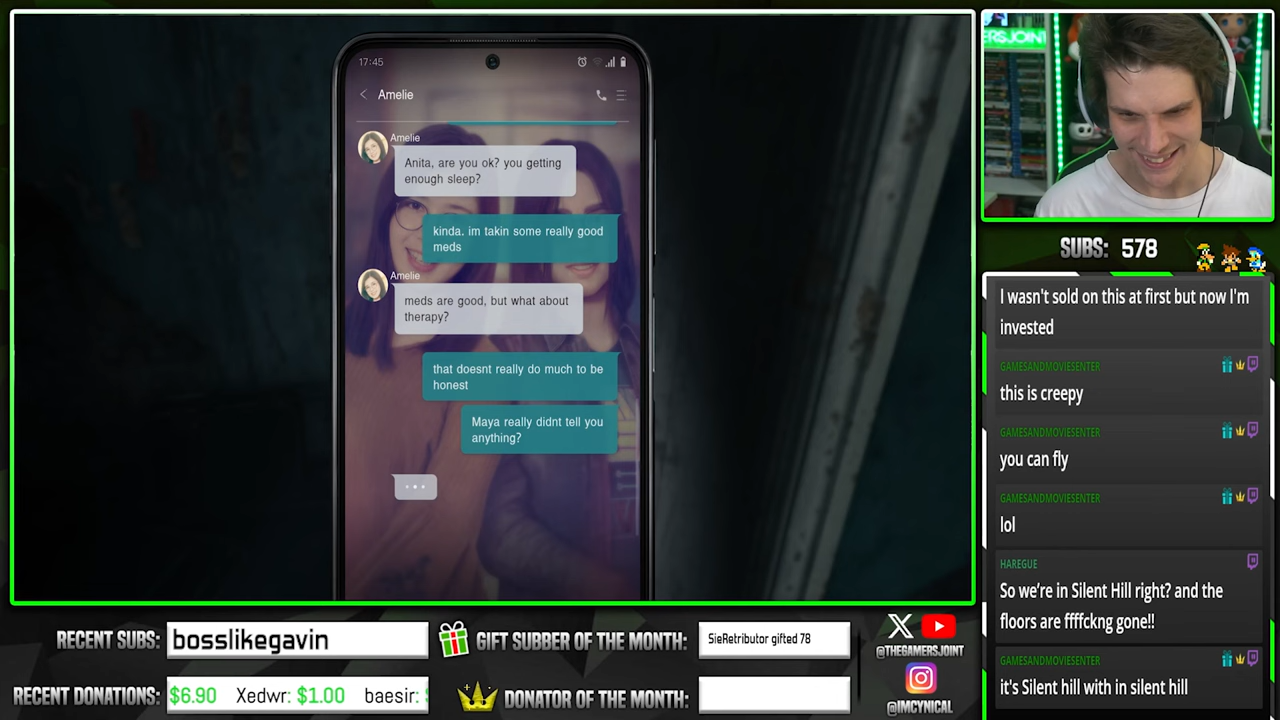 17:45
Amelie
Amelie
Anita, are you ok? you getting
enough sleep?
kinda. im takin some really good
meds
Amelie
meds are good, but what about
therapy?
that doesnt really do much to be
honest
Maya really didnt tell you
anything?
ERSJOINT
SUBS: 578
I wasn't sold on this at first but now I'm
invested
GAMESANDMOVIESENTER
this is creepy
GAMESANDMOVIESENTER
you can fly
GAMESANDMOVIESENTER
lol
HAREGUE
So we're in Silent Hill right? and the
floors are ffffckng gone!!
GAMESANDMOVIESENTER
it's Silent hill with in silent hill
RECENT SUBS: bosslikegavin
GIFT SUBBER OF THE MONTH: SieRetributor gifted 78
RECENT DONATIONS: $6.90 Xedwr: $1.00 baesir:
DONATOR OF THE MONTH:
@THEGAMERSJOINT
@IMCYNICAL